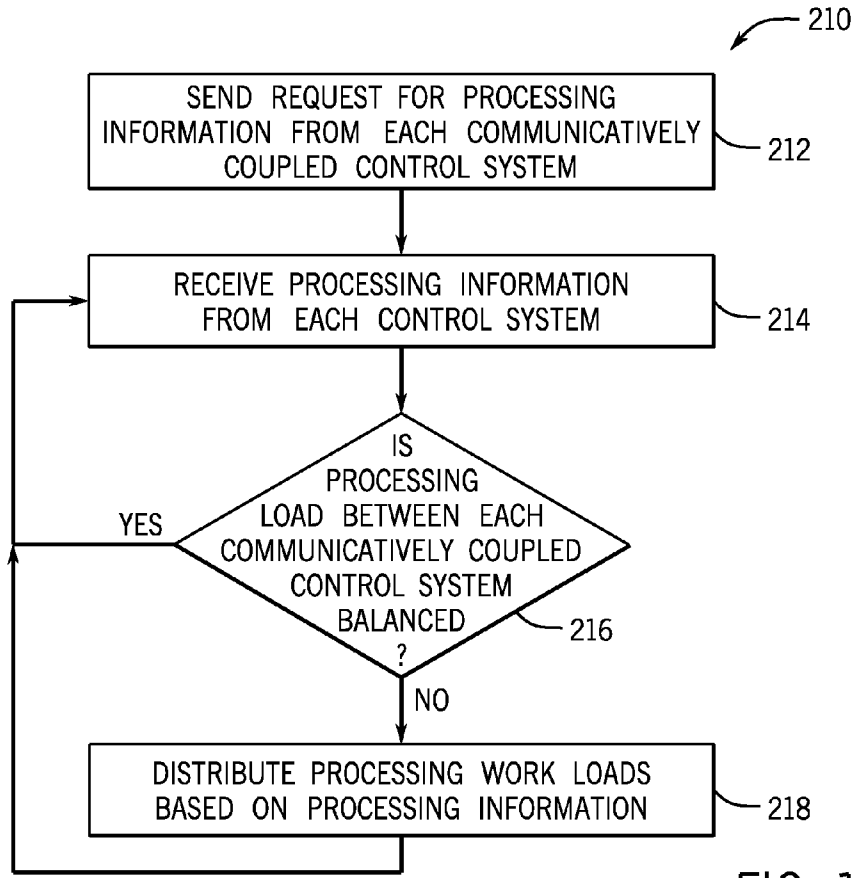 210
SEND REQUEST FOR PROCESSING
INFORMATION FROM EACH COMMUNICATIVELY
COUPLED CONTROL SYSTEM
212
RECEIVE PROCESSING INFORMATION
FROM EACH CONTROL SYSTEM
214
IS
PROCESSING
LOAD BETWEEN EACH
COMMUNICATIVELY COUPLED
CONTROL SYSTEM
BALANCED
?
YES
216
NO
DISTRIBUTE PROCESSING WORK LOADS
BASED ON PROCESSING INFORMATION
218